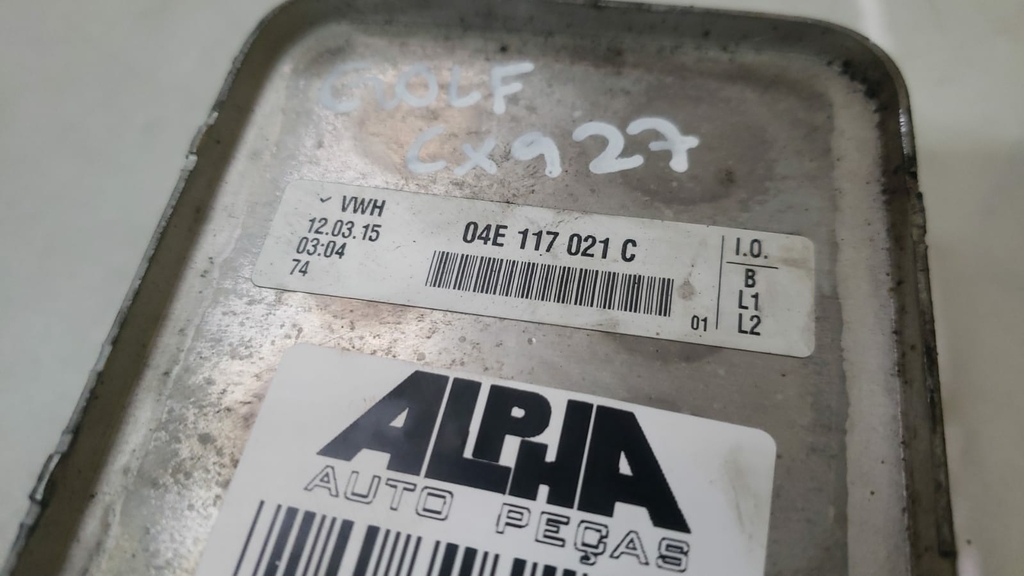 GOLF
CX927
VWH
12.03.15
03:04
74
04E 117 021 C
01
I.O.
B
L1
L2
ALPHA
AUTO PEÇAS